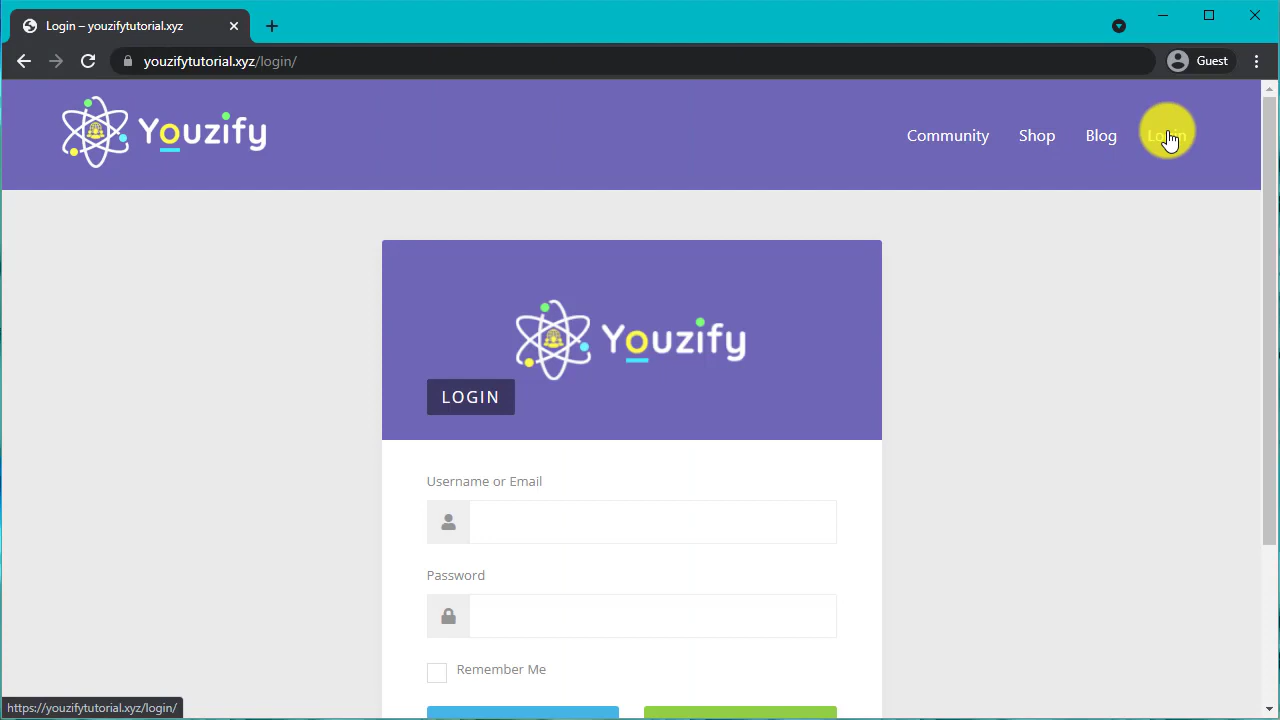 Login – youzifytutorial.xyz
youzifytutorial.xyz/login/
Guest
Youzify
Community
Shop
Blog
Login
Youzify
LOGIN
Username or Email
Password
Remember Me
https://youzifytutorial.xyz/login/